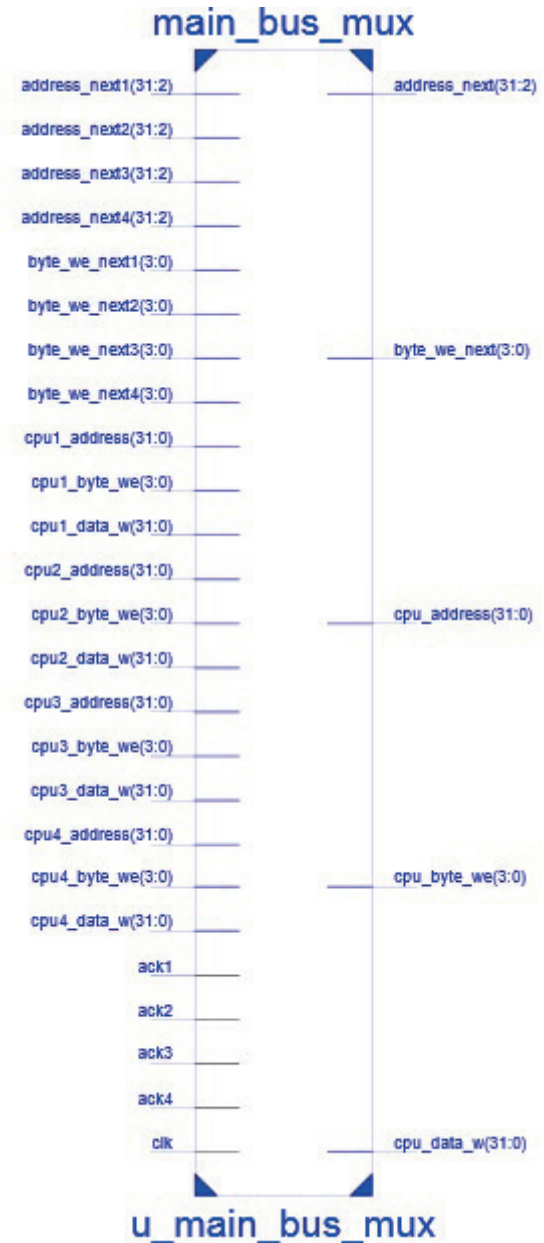 main_bus_mux
address_next1(31:2)
address_next(31:2)
address_next2(31:2)
address_next3(31:2)
address_next4(31:2)
byte_we_next1(3:0)
byte_we_next2(3:0)
byte_we_next3(3:0)
byte_we_next(3:0)
byte_we_next4(3:0)
cpu1_address(31:0)
cpu1_byte_we(3:0)
cpu1_data_w(31:0)
cpu2_address(31:0)
cpu2_byte_we(3:0)
cpu_address(31:0)
cpu2_data_w(31:0)
cpu3_address(31:0)
cpu3_byte_we(3:0)
cpu3_data_w(31:0)
cpu4_address(31:0)
cpu4_byte_we(3:0)
cpu_byte_we(3:0)
cpu4_data_w(31:0)
ack1
ack2
ack3
ack4
clk
cpu_data_w(31:0)
u_main_bus_mux